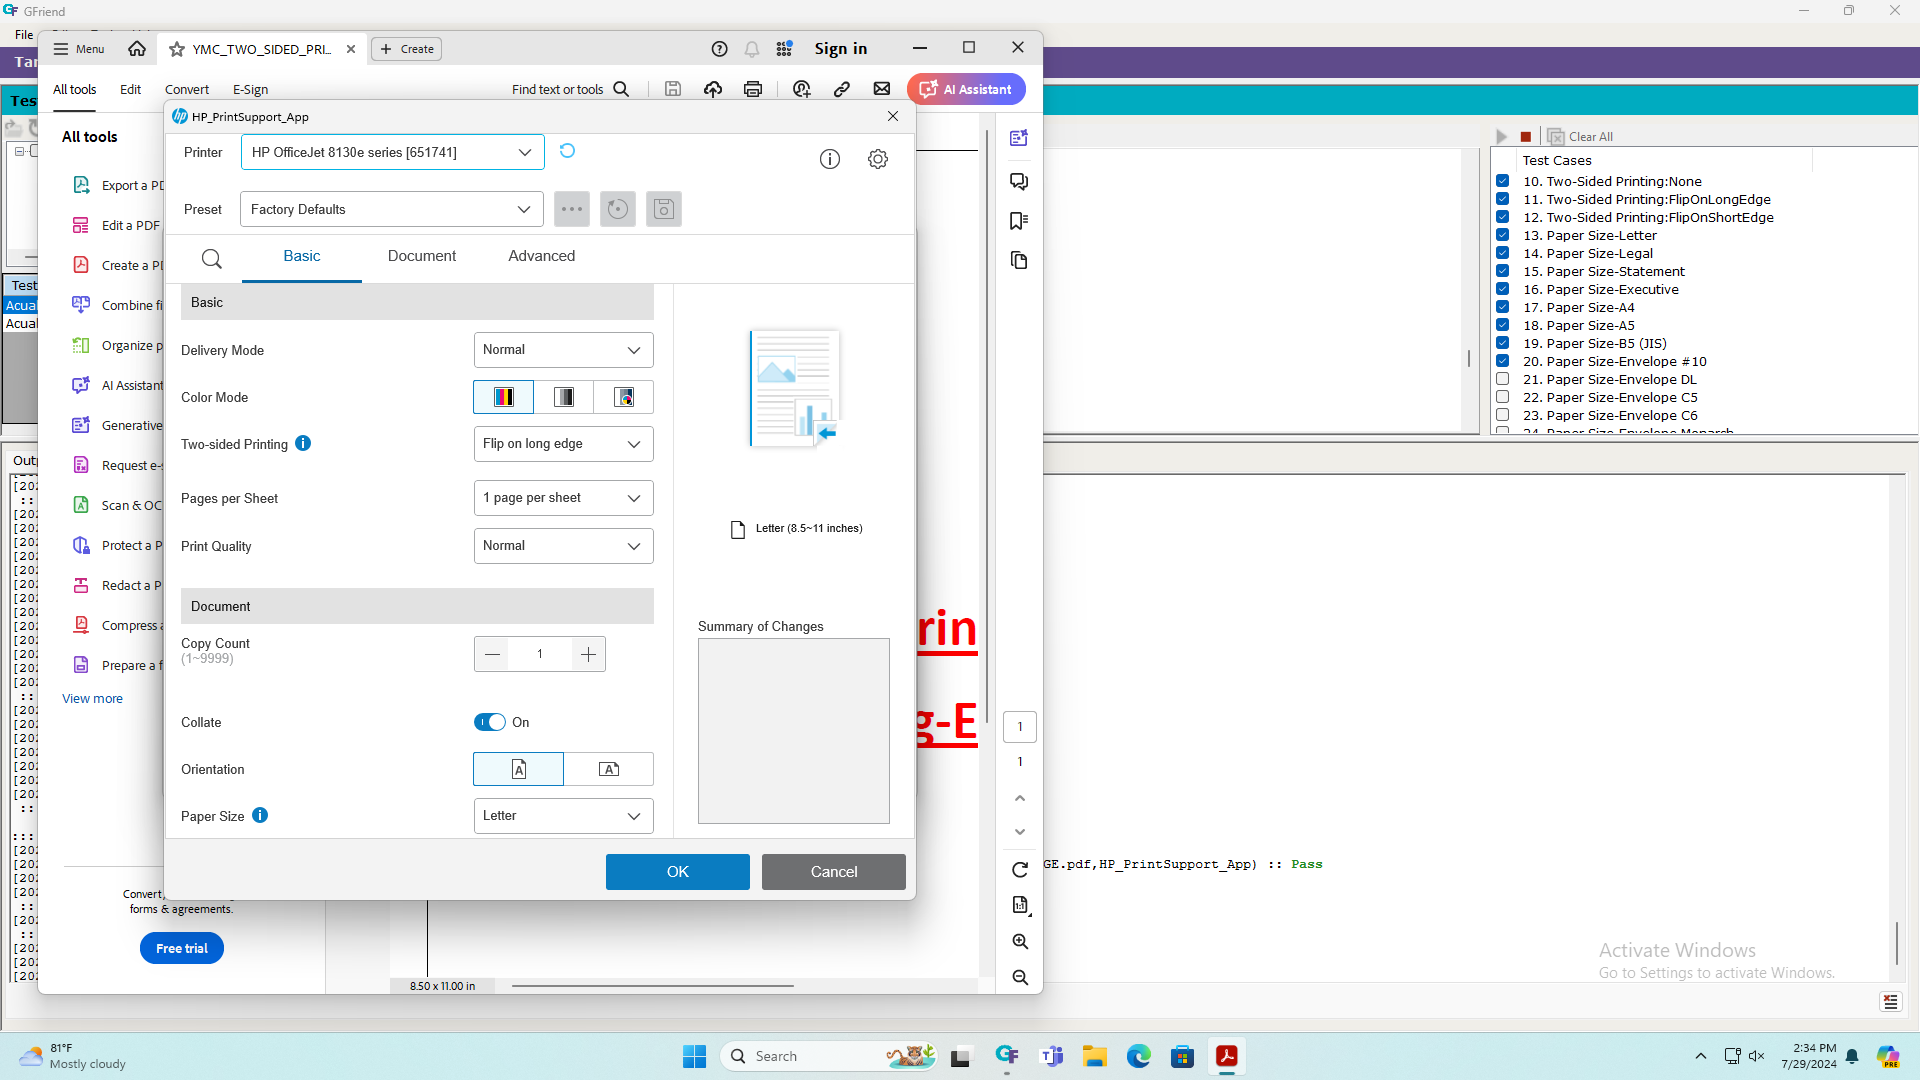 GFriend
File
Menu
YMC_TWO_SIDED_PRI...
Create
Sign in
All tools
Edit
Convert
E-Sign
Find text or tools
AI Assistant
All tools
Export a PD
Edit a PDF
Create a PD
Combine fi
Organize p
AI Assistant
Generative
Request e-s
Scan & OC
Protect a P
Redact a P
Compress a
Prepare a f
View more
Convert,
forms & agreements.
Free trial
HP_PrintSupport_App
Printer
HP OfficeJet 8130e series [651741]
Preset
Factory Defaults
Basic
Document
Advanced
Basic
Delivery Mode
Normal
Color Mode
Two-sided Printing
Flip on long edge
Pages per Sheet
1 page per sheet
Print Quality
Normal
Document
Copy Count
(1~9999)
1
Collate
On
Orientation
Paper Size
Letter
Letter (8.5~11 inches)
Summary of Changes
OK
Cancel
rin
g-E
1
1
8.50 x 11.00 in
Clear All
Test Cases
10. Two-Sided Printing:None
11. Two-Sided Printing:FlipOnLongEdge
12. Two-Sided Printing:FlipOnShortEdge
13. Paper Size-Letter
14. Paper Size-Legal
15. Paper Size-Statement
16. Paper Size-Executive
17. Paper Size-A4
18. Paper Size-A5
19. Paper Size-B5 (JIS)
20. Paper Size-Envelope #10
21. Paper Size-Envelope DL
22. Paper Size-Envelope C5
23. Paper Size-Envelope C6
24. Paper Size-Envelope Monarch
Tar
Tes
Test
Acual
Acual
Outp
GE.pdf,HP_PrintSupport_App) :: Pass
Activate Windows
Go to Settings to activate Windows.
81°F
Mostly cloudy
Search
2:34 PM
7/29/2024